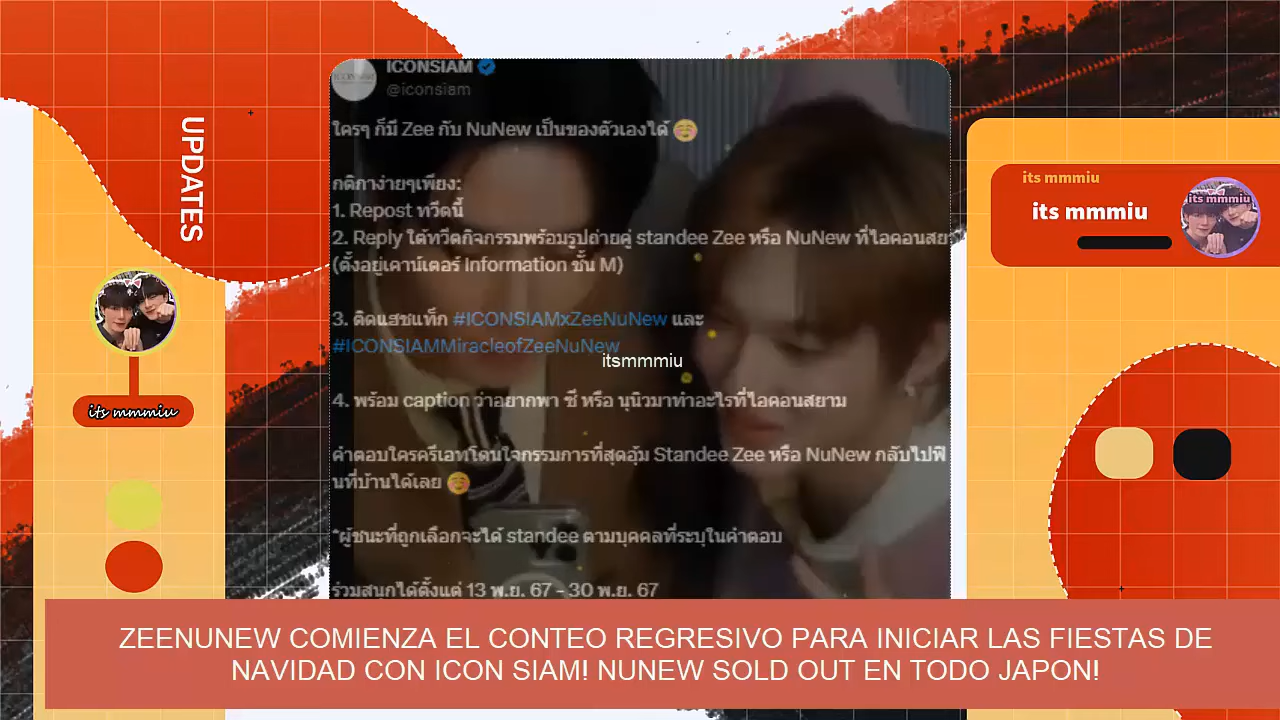 UPDATES
its mmmiu
ICONSIAM
@iconsiam
ใครๆ ก็มี Zee กับ NuNew เป็นของตัวเองได้
กติกาง่ายๆเพียง:
1. Repost ทวีตนี้
2. Reply ใต้ทวีตกิจกรรมพร้อมรูปถ่ายคู่ standee Zee หรือ NuNew ที่ไอคอนสย
(ตั้งอยู่เคาน์เตอร์ Information ชั้น M)
3. ติดแฮชแท็ก #ICONSIAMxZeeNuNew และ
#ICONSIAMMiracleofZeeNuNew
itsmmmiu
4. พร้อม caption ว่าอยากพา ซี หรือ นุนิวมาทำอะไรที่ไอคอนสยาม
คำตอบใครครีเอทโดนใจกรรมการที่สุดอุ้ม Standee Zee หรือ NuNew กลับไปฟิ
นที่บ้านได้เลย
*ผู้ชนะที่ถูกเลือกจะได้ standee ตามบุคคลที่ระบุในคำตอบ
ร่วมสนุกได้ตั้งแต่ 13 พ.ย. 67 - 30 พ.ย. 67
its mmmiu
its mmmiu
its mmmiu
ZEENUNEW COMIENZA EL CONTEO REGRESIVO PARA INICIAR LAS FIESTAS DE
NAVIDAD CON ICON SIAM! NUNEW SOLD OUT EN TODO JAPON!